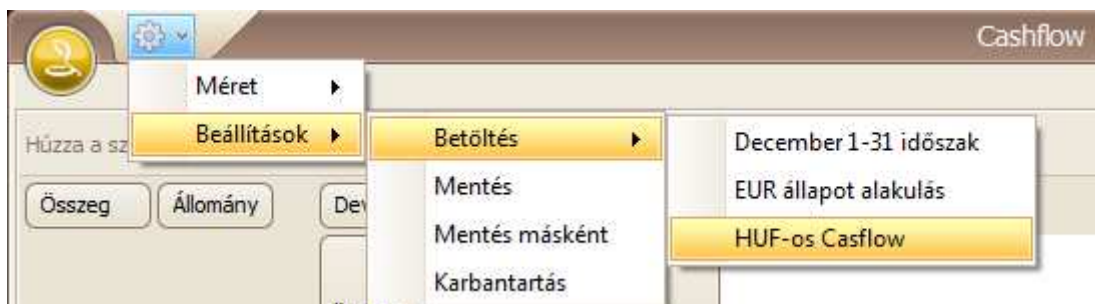 Cashflow
Méret
Beállítások
Húzza a sz
Betöltés
December 1-31 időszak
Mentés
EUR állapot alakulás
Összeg
Állomány
Dev
Mentés másként
HUF-os Casflow
Karbantartás